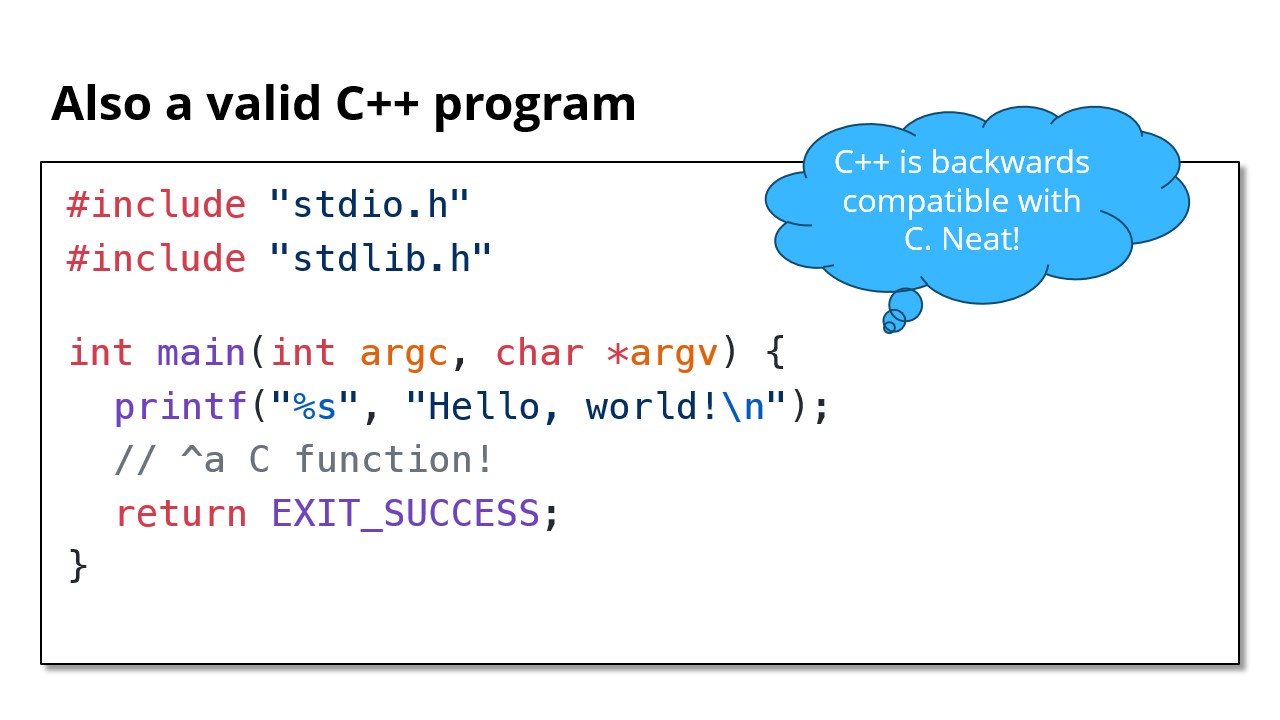 Also a valid C++ program
C++ is backwards
compatible with
C. Neat!
#include "stdio.h"
#include "stdlib.h"
int main(int argc, char *argv) {
printf("%s", "Hello, world!\n");
// ^a C function!
return EXIT_SUCCESS;
}